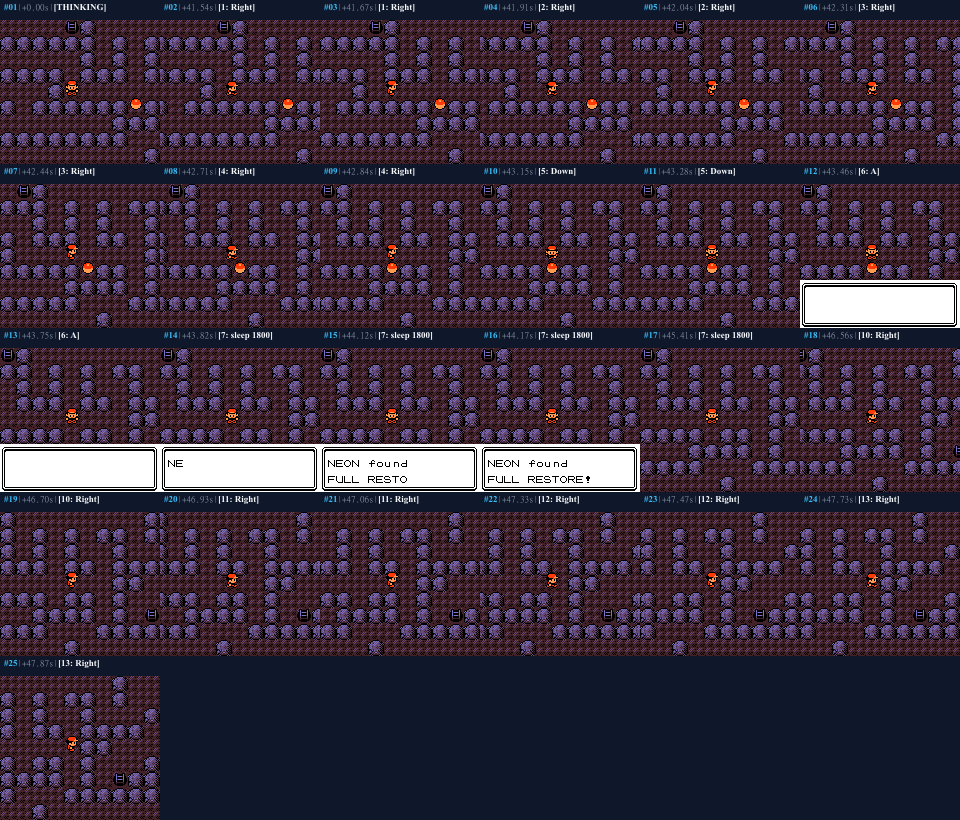 #01|+0.00s|[THINKING]
#02|+41.54s|[1: Right]
#03|+41.67s|[1: Right]
#04|+41.91s|[2: Right]
#05|+42.04s|[2: Right]
#06|+42.31s|[3: Right]
#07|+42.44s|[3: Right]
#08|+42.71s|[4: Right]
#09|+42.84s|[4: Right]
#10|+43.15s|[5: Down]
#11|+43.28s|[5: Down]
#12|+43.46s|[6: A]
#13|+43.75s|[6: A]
#14|+43.82s|[7: sleep 1800]
#15|+44.12s|[7: sleep 1800]
#16|+44.17s|[7: sleep 1800]
#17|+45.41s|[7: sleep 1800]
#18|+46.56s|[10: Right]
NE
NEON found
FULL RESTO
NEON found
FULL RESTORE!
#19|+46.70s|[10: Right]
#20|+46.93s|[11: Right]
#21|+47.06s|[11: Right]
#22|+47.33s|[12: Right]
#23|+47.47s|[12: Right]
#24|+47.73s|[13: Right]
#25|+47.87s|[13: Right]